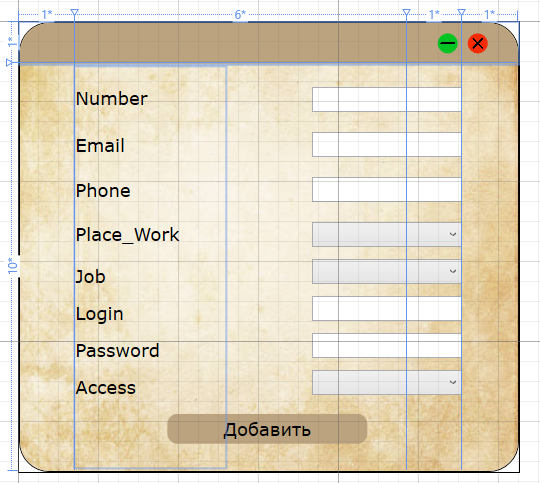 1*
6*
1*
1*
1*
10*
Number
Email
Phone
Place_Work
Job
Login
Password
Access
Добавить